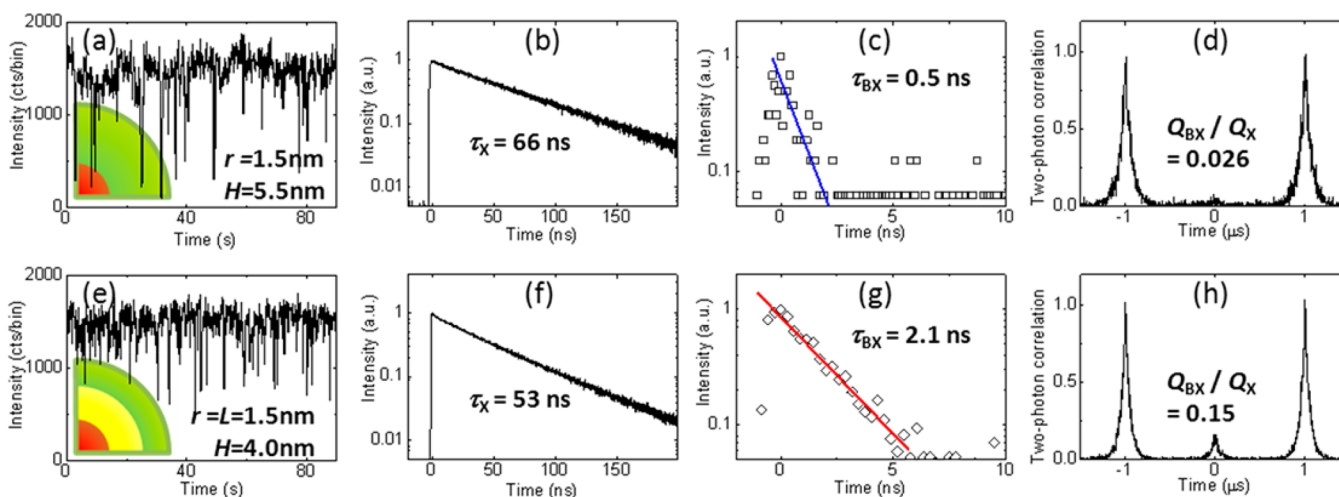 (a)
Intensity (cts/bin)
2000
1000
0
r =1.5nm
H=5.5nm
0 40 80
Time (s)
(b)
Intensity (a.u.)
1
0.1
0.01
τX = 66 ns
0 50 100 150
Time (ns)
(c)
Intensity (a.u.)
1
0.1
τBX = 0.5 ns
0 5 10
Time (ns)
(d)
Two-photon correlation
1.0
0.5
0.0
QBX / QX
= 0.026
-1 0 1
Time (μs)
(e)
Intensity (cts/bin)
2000
1000
0
r =L=1.5nm
H=4.0nm
0 40 80
Time (s)
(f)
Intensity (a.u.)
1
0.1
0.01
τX = 53 ns
0 50 100 150
Time (ns)
(g)
Intensity (a.u.)
1
0.1
τBX = 2.1 ns
0 5 10
Time (ns)
(h)
Two-photon correlation
1.0
0.5
0.0
QBX / QX
= 0.15
-1 0 1
Time (μs)